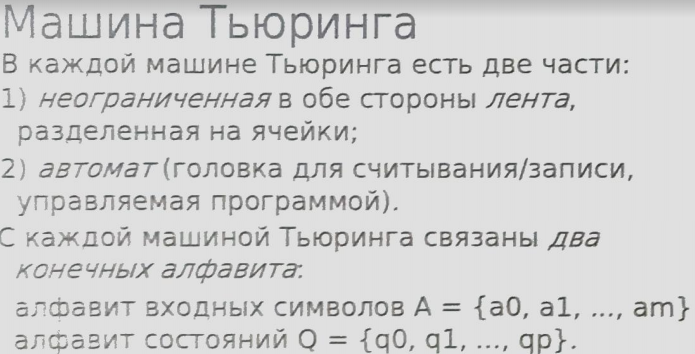 Машина Тьюринга
В каждой машине Тьюринга есть две части:
1) неограниченная в обе стороны лента,
разделенная на ячейки;
2) автомат (головка для считывания/записи,
управляемая программой).
С каждой машиной Тьюринга связаны два
конечных алфавита:
алфавит входных символов A = {a0, a1, ..., am}
алфавит состояний Q = {q0, q1, ..., qp}.